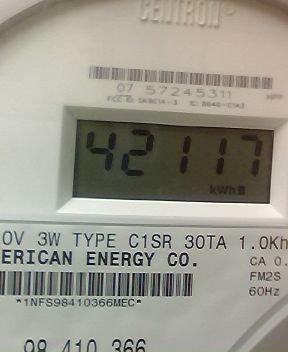 CENTRON®
07 57245311
42117
kWh
0V 3W TYPE C1SR 30TA 1.0Kh
ERICAN ENERGY CO.
CA 0.
FM2S
60Hz
*1NFS98410366MEC*
98 410 366